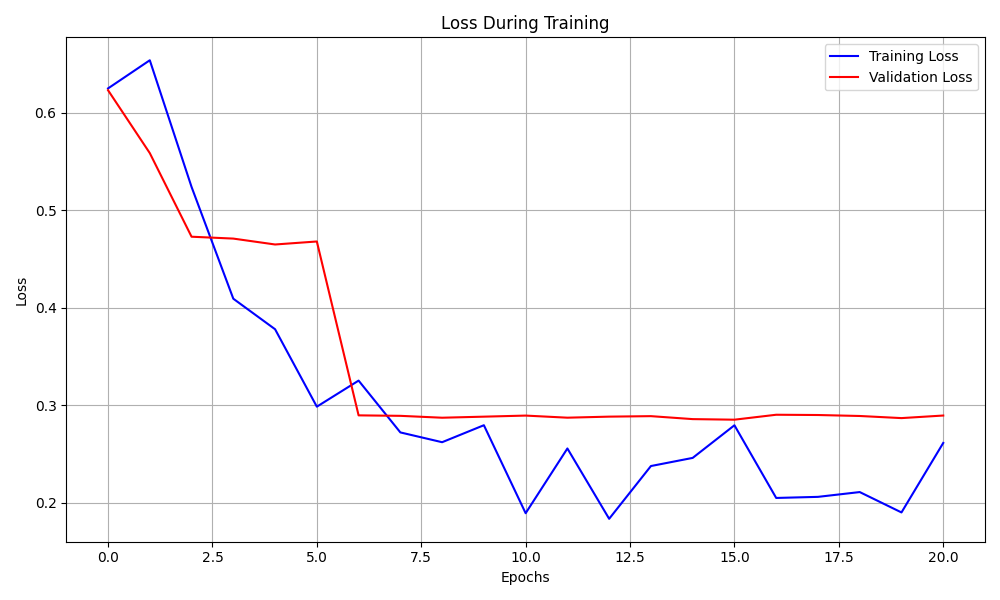 Loss During Training
Training Loss
Validation Loss
0.6
0.5
0.4
0.3
0.2
Loss
0.0 2.5 5.0 7.5 10.0 12.5 15.0 17.5 20.0
Epochs